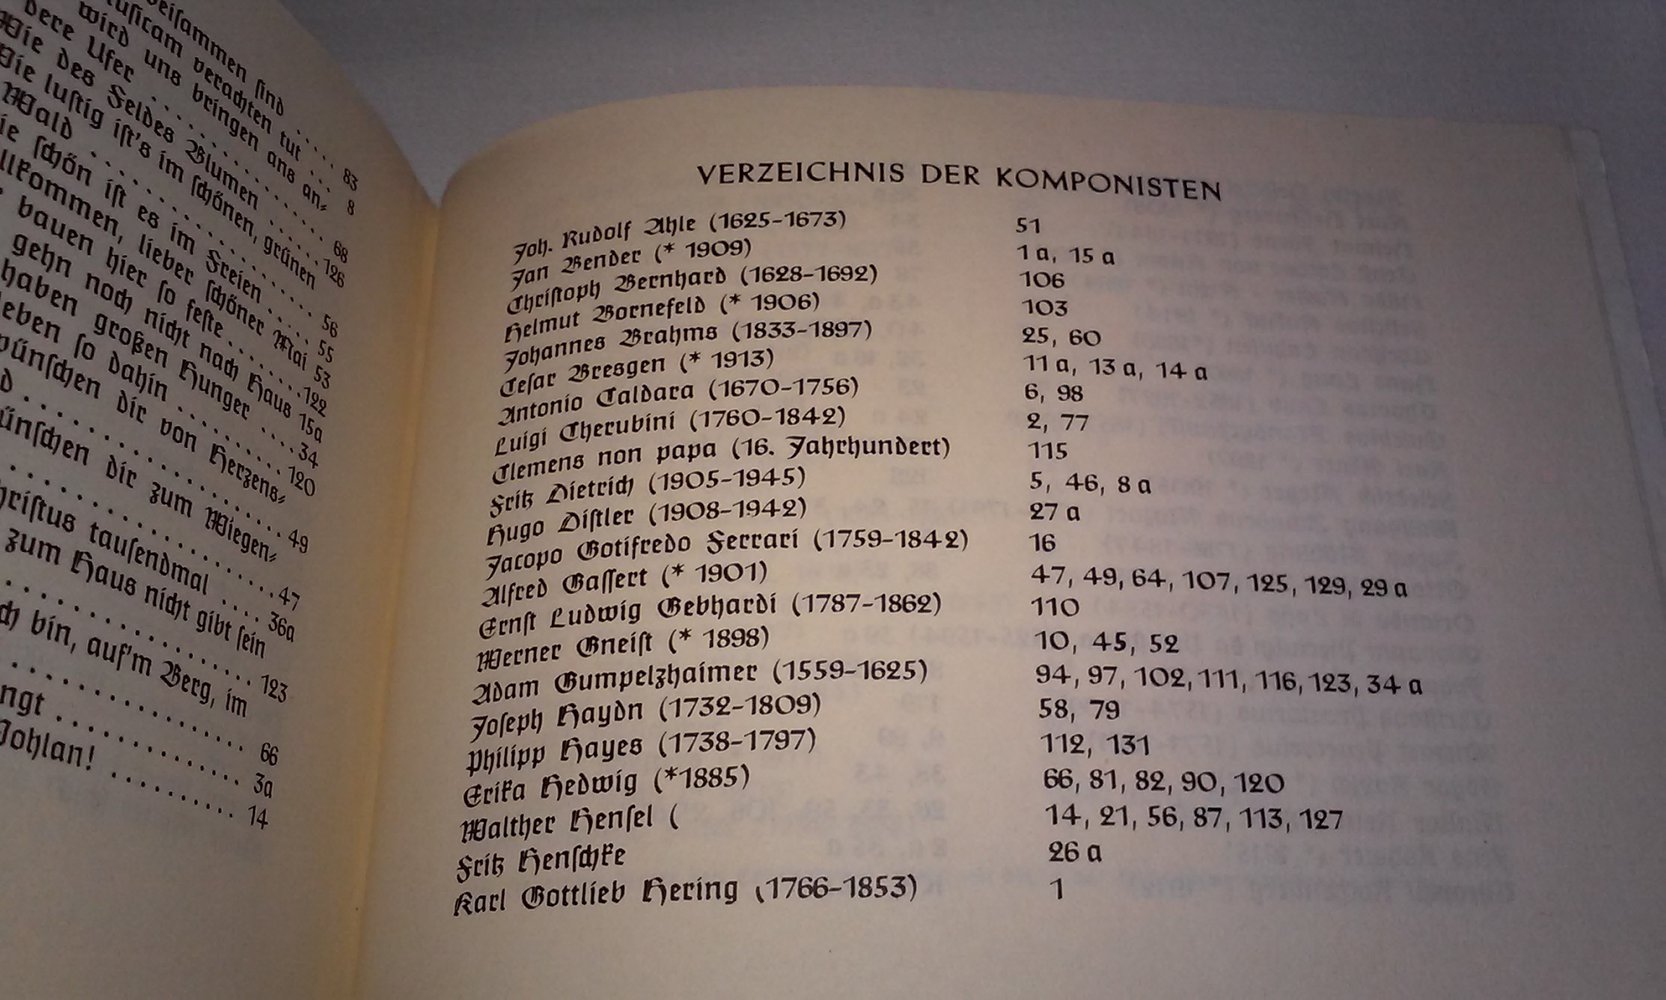 beisammen sind . . . . 83
musicam verachten tut . . . 8
wird uns bringen ans an-
dere Ufer . . . . . . . . . . 68
Wie des Feldes Blumen . . . . . 126
Wie lustig ist's im schönen, grünen
Wald . . . . . . . . . . . 56
schön ist es im Freien . . . . 55
lieber schöner Mai 53
bauen hier so feste . . . . . . . 122
gehn noch nicht nach Haus 15a
haben großen Hunger . . . . 34
so dahin . . . . . . . . . 120
dir von Herzens-
. . . . . . . . . . . . . . . 49
dir zum Wiegen-
. . . . . . . . . . . . . . . 47
tausendmal . . . . 36a
zum Haus nicht gibt sein
. . . . . . . . . . . . . . . 123
bin, auf'm Berg, im
. . . . . . . . . . . . . . . 66
. . . . . . . . . . . . 3a
. . . . . . . . . . 14
VERZEICHNIS DER KOMPONISTEN
Joh. Rudolf Ahle (1625-1673) 51
Jan Bender (* 1909) 1 a, 15 a
Christoph Bernhard (1628-1692) 106
Helmut Bornefeld (* 1906) 103
Johannes Brahms (1833-1897) 25, 60
Cesar Bresgen (* 1913) 11 a, 13 a, 14 a
Antonio Caldara (1670-1756) 6, 98
Luigi Cherubini (1760-1842) 2, 77
Clemens non papa (16. Jahrhundert) 115
Fritz Dietrich (1905-1945) 5, 46, 8 a
Hugo Distler (1908-1942) 27 a
Jacopo Gotifredo Ferrari (1759-1842) 16
Alfred Gassert (* 1901) 47, 49, 64, 107, 125, 129, 29 a
Ernst Ludwig Gebhardi (1787-1862) 110
Werner Gneist (* 1898) 10, 45, 52
Adam Gumpelzhaimer (1559-1625) 94, 97, 102, 111, 116, 123, 34 a
Joseph Haydn (1732-1809) 58, 79
Philipp Hayes (1738-1797) 112, 131
Erika Hedwig (*1885) 66, 81, 82, 90, 120
Walther Hensel ( 14, 21, 56, 87, 113, 127
Fritz Henschke 26 a
Karl Gottlieb Hering (1766-1853) 1